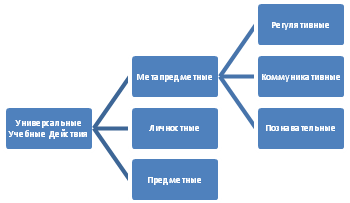 Регулятивные
Метапредметные
Коммуникативные
Универсальные
Учебные Действия
Личностные
Познавательные
Предметные